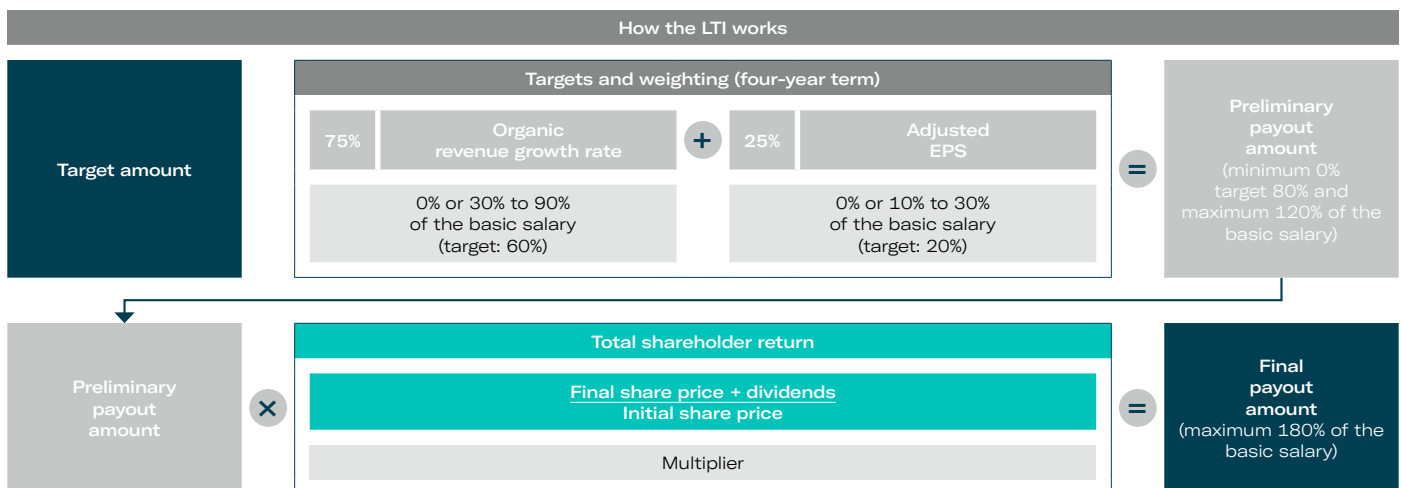 How the LTI works
Target amount
Targets and weighting (four-year term)
75%
Organic
revenue growth rate
+
25%
Adjusted
EPS
0% or 30% to 90%
of the basic salary
(target: 60%)
0% or 10% to 30%
of the basic salary
(target: 20%)
=
Preliminary
payout
amount
(minimum 0%
target 80% and
maximum 120% of the
basic salary)
Preliminary
payout
amount
×
Total shareholder return
Final share price + dividends
Initial share price
Multiplier
=
Final
payout
amount
(maximum 180% of the
basic salary)